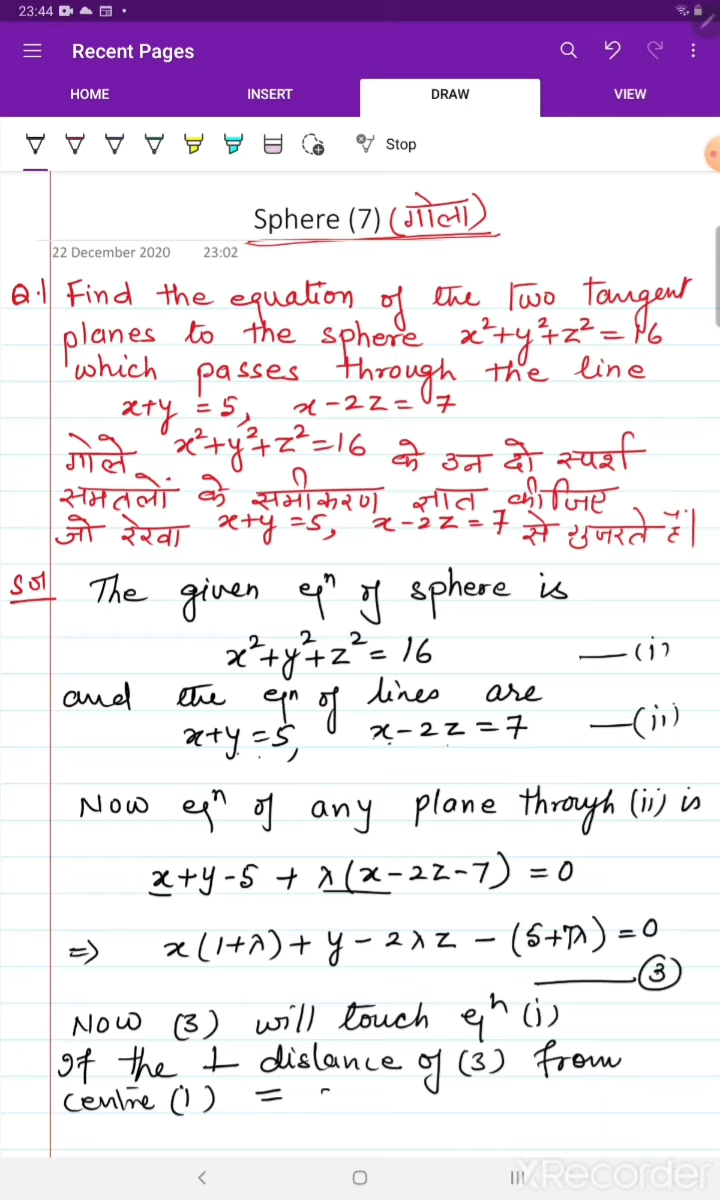 23:44
Recent Pages
HOME INSERT DRAW VIEW
Stop
Sphere (7) (गोला)
22 December 2020 23:02
Q.1 Find the equation of the Two tangent
planes to the sphere x²+y²+z² = 16
which passes through the line
x+y = 5, x-2z = 7
गोले x²+y²+z²=16 के उन दो स्पर्श
समतलों के समीकरण ज्ञात कीजिए
जो रेखा x+y=5, x-2z=7 से गुजरते हैं।
Sol The given eqⁿ of sphere is
x²+y²+z² = 16 —(i)
and the eqn of lines are
x+y=5, x-2z=7 —(ii)
Now eqⁿ of any plane through (ii) is
x+y-5 + λ(x-2z-7) = 0
=> x(1+λ)+y-2λz-(5+7λ)=0
—(3)
Now (3) will touch eqⁿ (i)
If the ⊥ distance of (3) from
centre (i) =
XRecorder